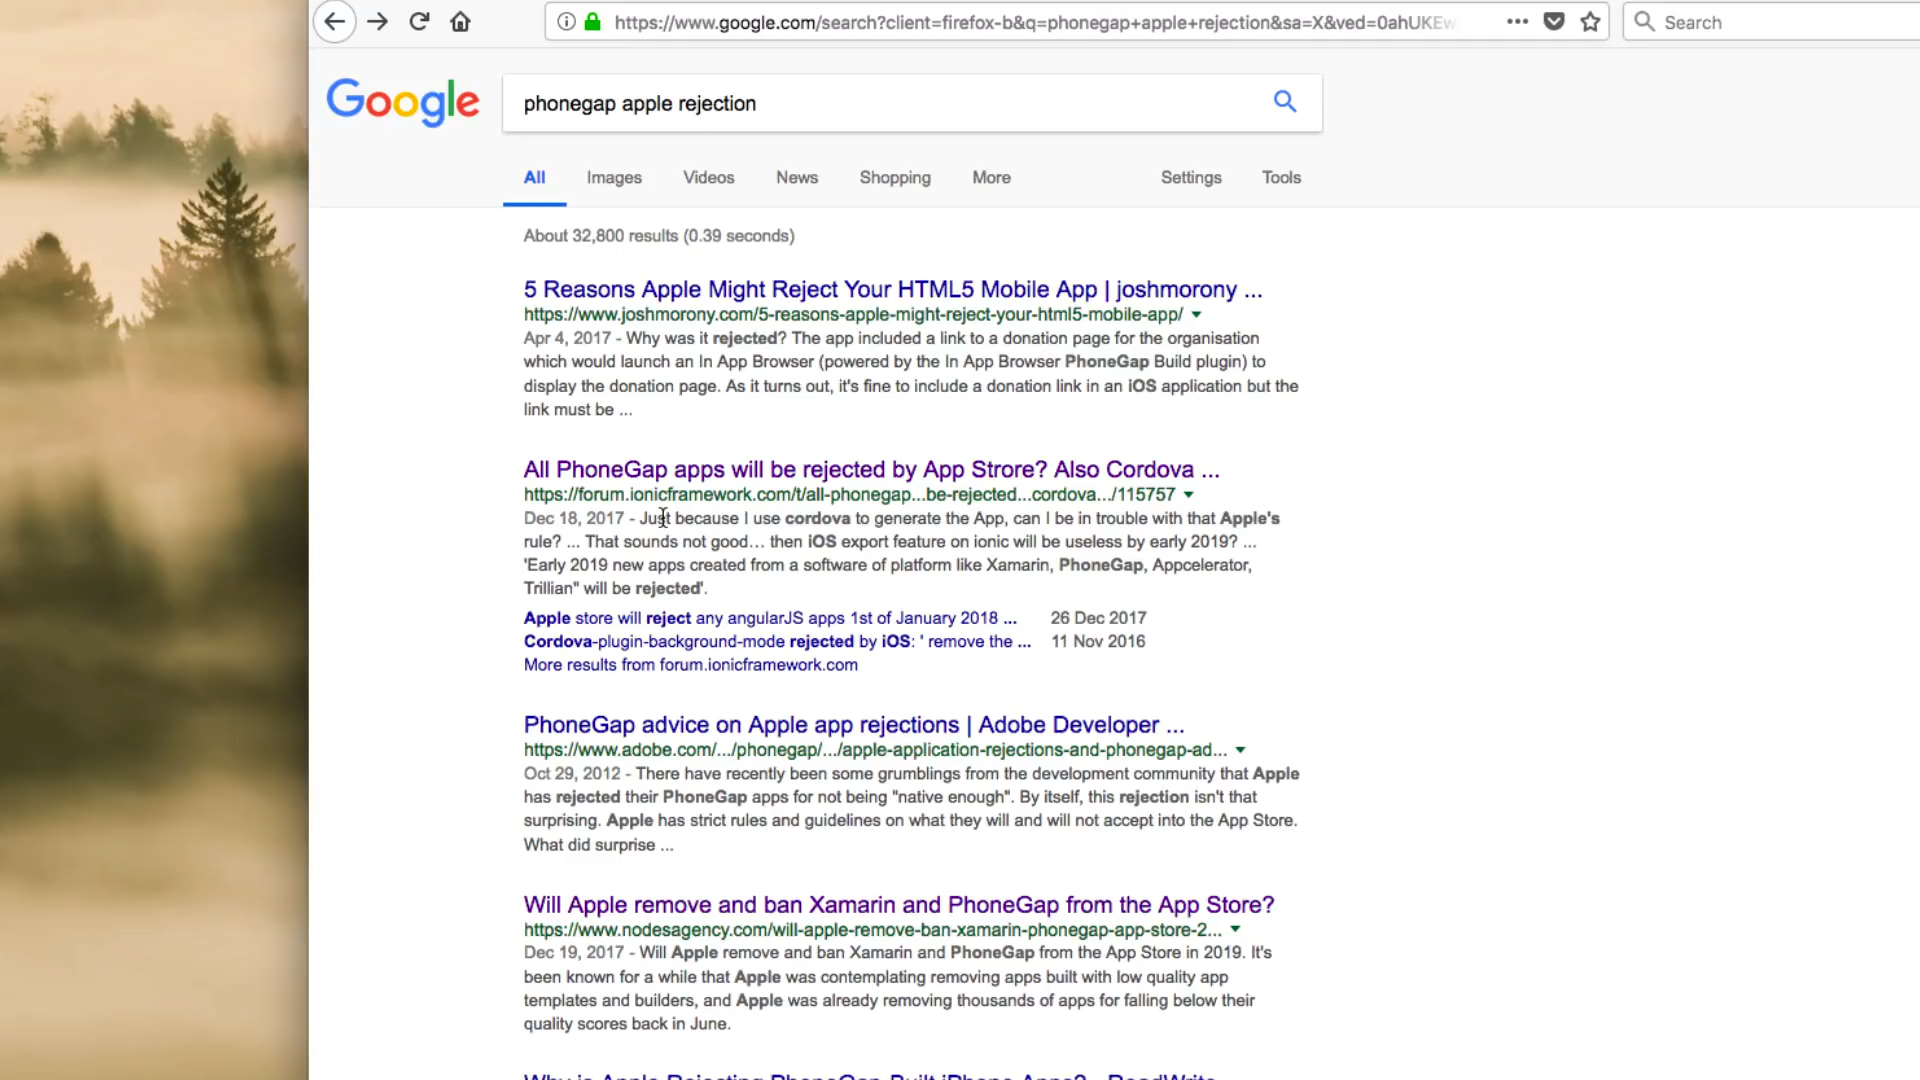 https://www.google.com/search?client=firefox-b&q=phonegap+apple+rejection&sa=X&ved=0ahUKEw
Search
Google
phonegap apple rejection
All Images Videos News Shopping More Settings Tools
About 32,800 results (0.39 seconds)
5 Reasons Apple Might Reject Your HTML5 Mobile App | joshmorony ...
https://www.joshmorony.com/5-reasons-apple-might-reject-your-html5-mobile-app/
Apr 4, 2017 - Why was it rejected? The app included a link to a donation page for the organisation
which would launch an In App Browser (powered by the In App Browser PhoneGap Build plugin) to
display the donation page. As it turns out, it's fine to include a donation link in an iOS application but the
link must be ...
All PhoneGap apps will be rejected by App Strore? Also Cordova ...
https://forum.ionicframework.com/t/all-phonegap...be-rejected...cordova.../115757
Dec 18, 2017 - Just because I use cordova to generate the App, can I be in trouble with that Apple's
rule? ... That sounds not good… then iOS export feature on ionic will be useless by early 2019? ...
'Early 2019 new apps created from a software of platform like Xamarin, PhoneGap, Appcelerator,
Trillian" will be rejected'.
Apple store will reject any angularJS apps 1st of January 2018 ... 26 Dec 2017
Cordova-plugin-background-mode rejected by iOS: ' remove the ... 11 Nov 2016
More results from forum.ionicframework.com
PhoneGap advice on Apple app rejections | Adobe Developer ...
https://www.adobe.com/.../phonegap/.../apple-application-rejections-and-phonegap-ad...
Oct 29, 2012 - There have recently been some grumblings from the development community that Apple
has rejected their PhoneGap apps for not being "native enough". By itself, this rejection isn't that
surprising. Apple has strict rules and guidelines on what they will and will not accept into the App Store.
What did surprise ...
Will Apple remove and ban Xamarin and PhoneGap from the App Store?
https://www.nodesagency.com/will-apple-remove-ban-xamarin-phonegap-app-store-2...
Dec 19, 2017 - Will Apple remove and ban Xamarin and PhoneGap from the App Store in 2019. It's
been known for a while that Apple was contemplating removing apps built with low quality app
templates and builders, and Apple was already removing thousands of apps for falling below their
quality scores back in June.
Why is Apple Rejecting PhoneGap-Built iPhone Apps? - ReadWrite